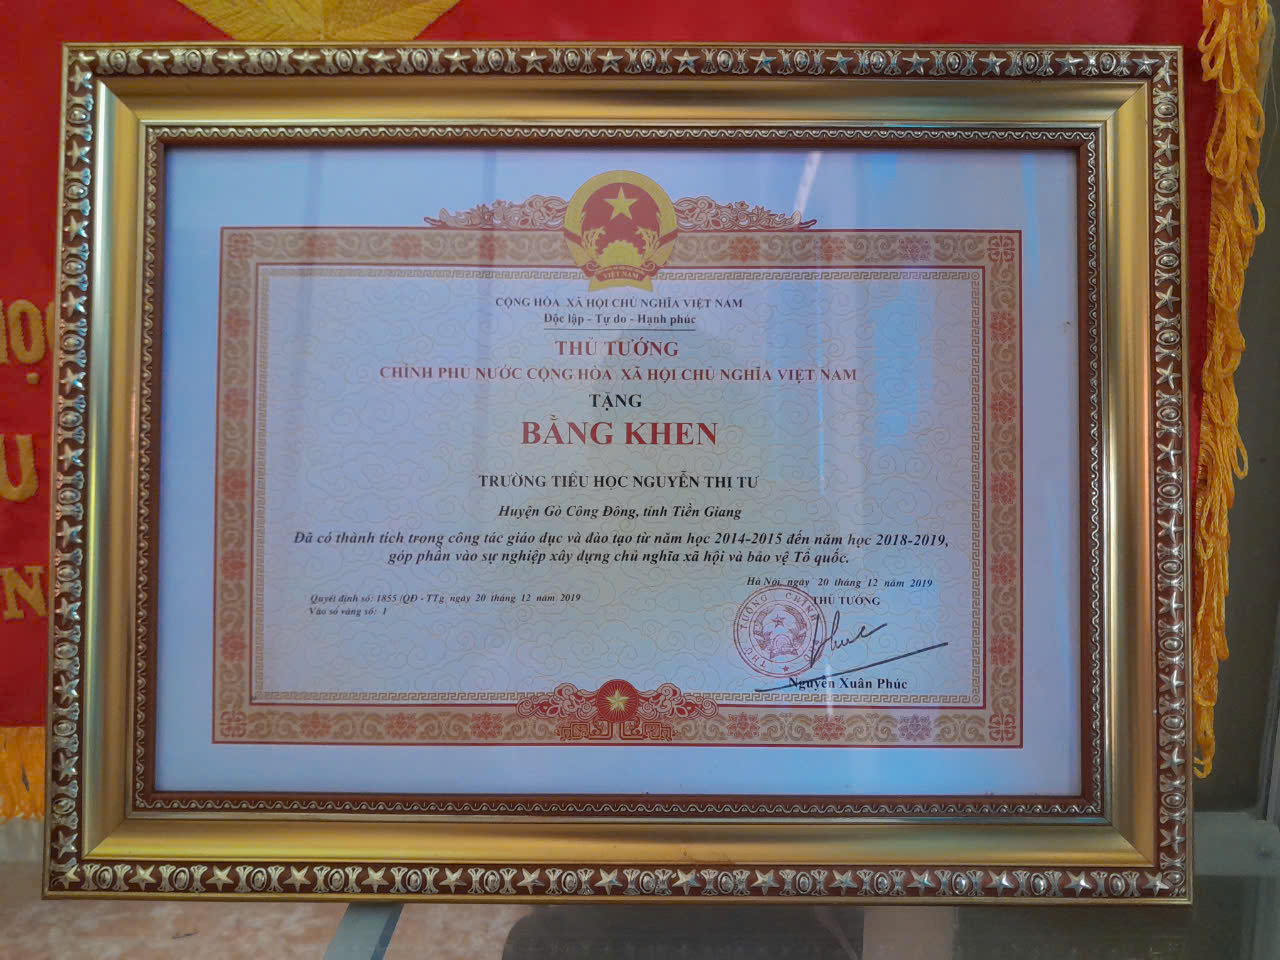 VIỆT NAM
CỘNG HÒA XÃ HỘI CHỦ NGHĨA VIỆT NAM
Độc lập - Tự do - Hạnh phúc
THỦ TƯỚNG
CHÍNH PHỦ NƯỚC CỘNG HÒA XÃ HỘI CHỦ NGHĨA VIỆT NAM
TẶNG
BẰNG KHEN
TRƯỜNG TIỂU HỌC NGUYỄN THỊ TƯ
Huyện Gò Công Đông, tỉnh Tiền Giang
Đã có thành tích trong công tác giáo dục và đào tạo từ năm học 2014-2015 đến năm học 2018-2019,
góp phần vào sự nghiệp xây dựng chủ nghĩa xã hội và bảo vệ Tổ quốc.
Hà Nội, ngày 20 tháng 12 năm 2019
Quyết định số: 1855 /QĐ - TTg ngày 20 tháng 12 năm 2019
Vào sổ vàng số: 1
THỦ TƯỚNG
THỦ TƯỚNG CHÍNH
Nguyễn Xuân Phúc